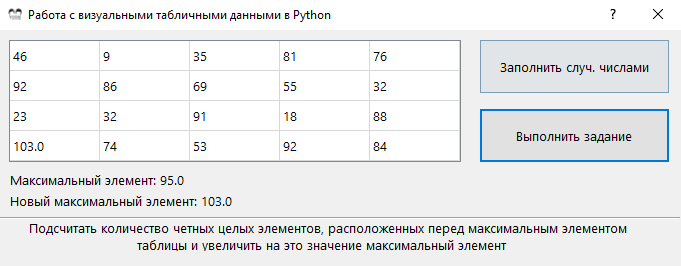 Работа с визуальными табличными данными в Python
46 9 35 81 76
92 86 69 55 32
23 32 91 18 88
103.0 74 53 92 84
Заполнить случ. числами
Выполнить задание
Максимальный элемент: 95.0
Новый максимальный элемент: 103.0
Подсчитать количество четных целых элементов, расположенных перед максимальным элементом
таблицы и увеличить на это значение максимальный элемент